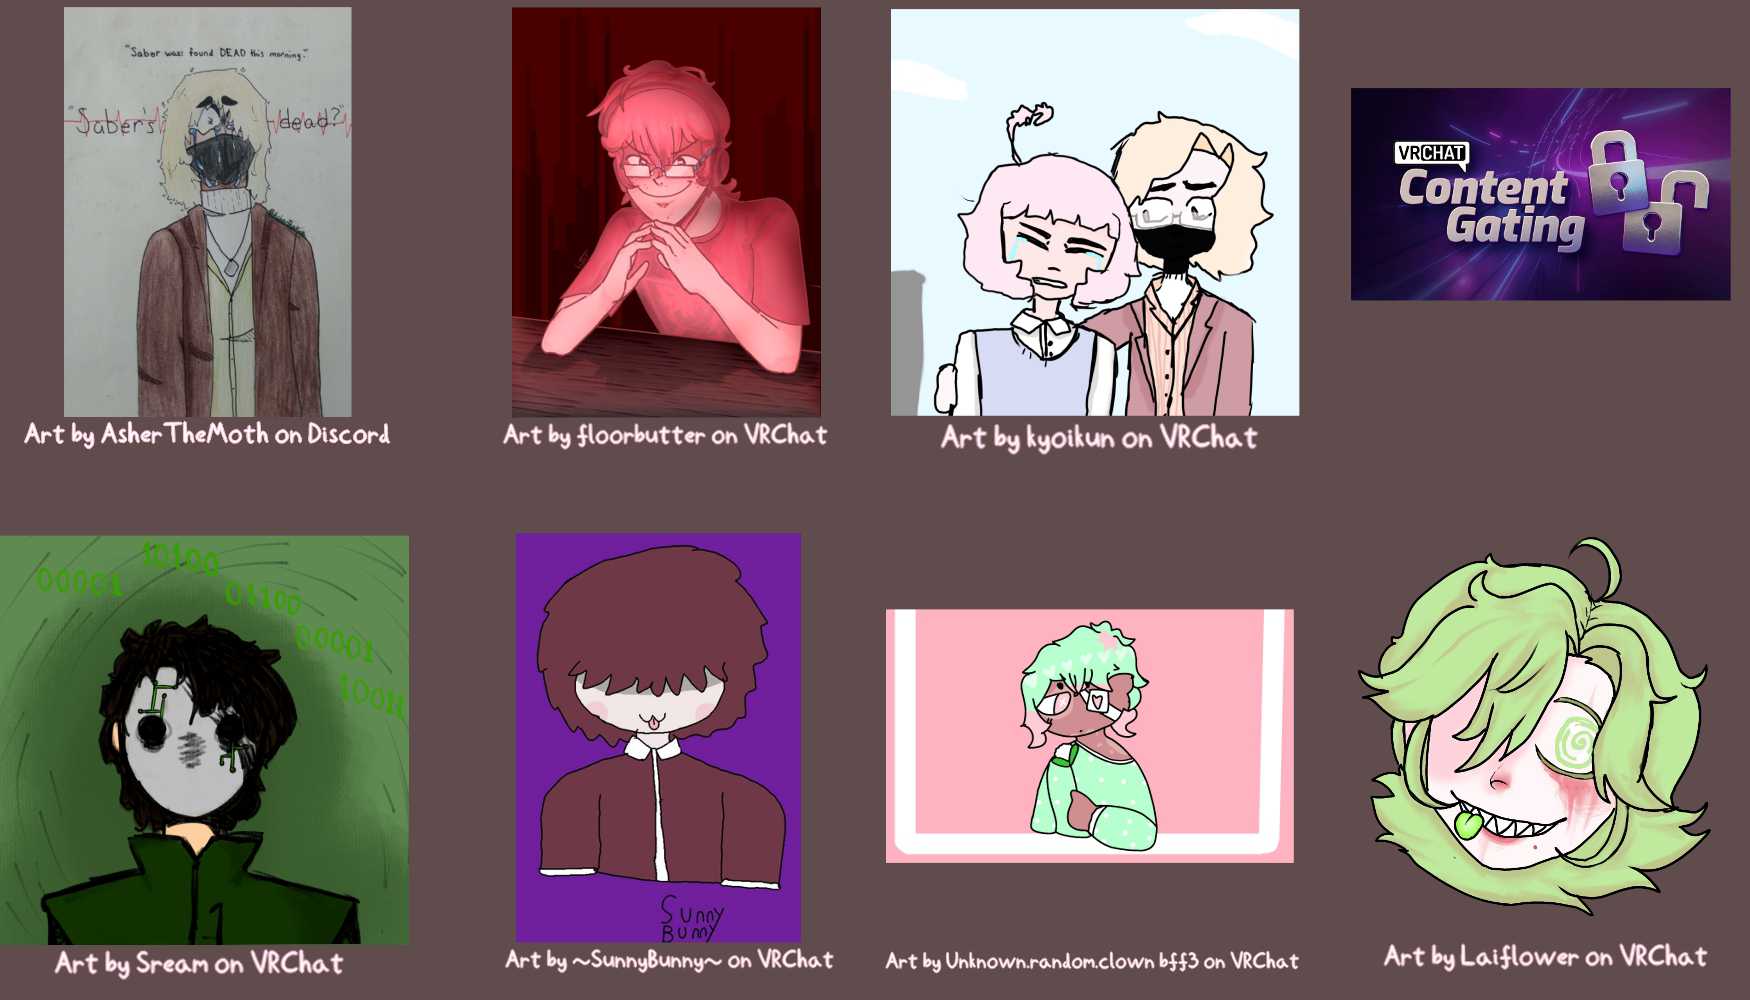 "Saber was found DEAD this morning."
"Saber's dead?"
Art by AsherTheMoth on Discord
Art by floorbutter on VRChat
Art by kyoikun on VRChat
VRCHAT
Content
Gating
00001
10100
01100
00001
10011
1
Art by Sream on VRChat
Sunny
Bunny
Art by ~SunnyBunny~ on VRChat
Art by Unknown.random.clown bff3 on VRChat
Art by Laiflower on VRChat